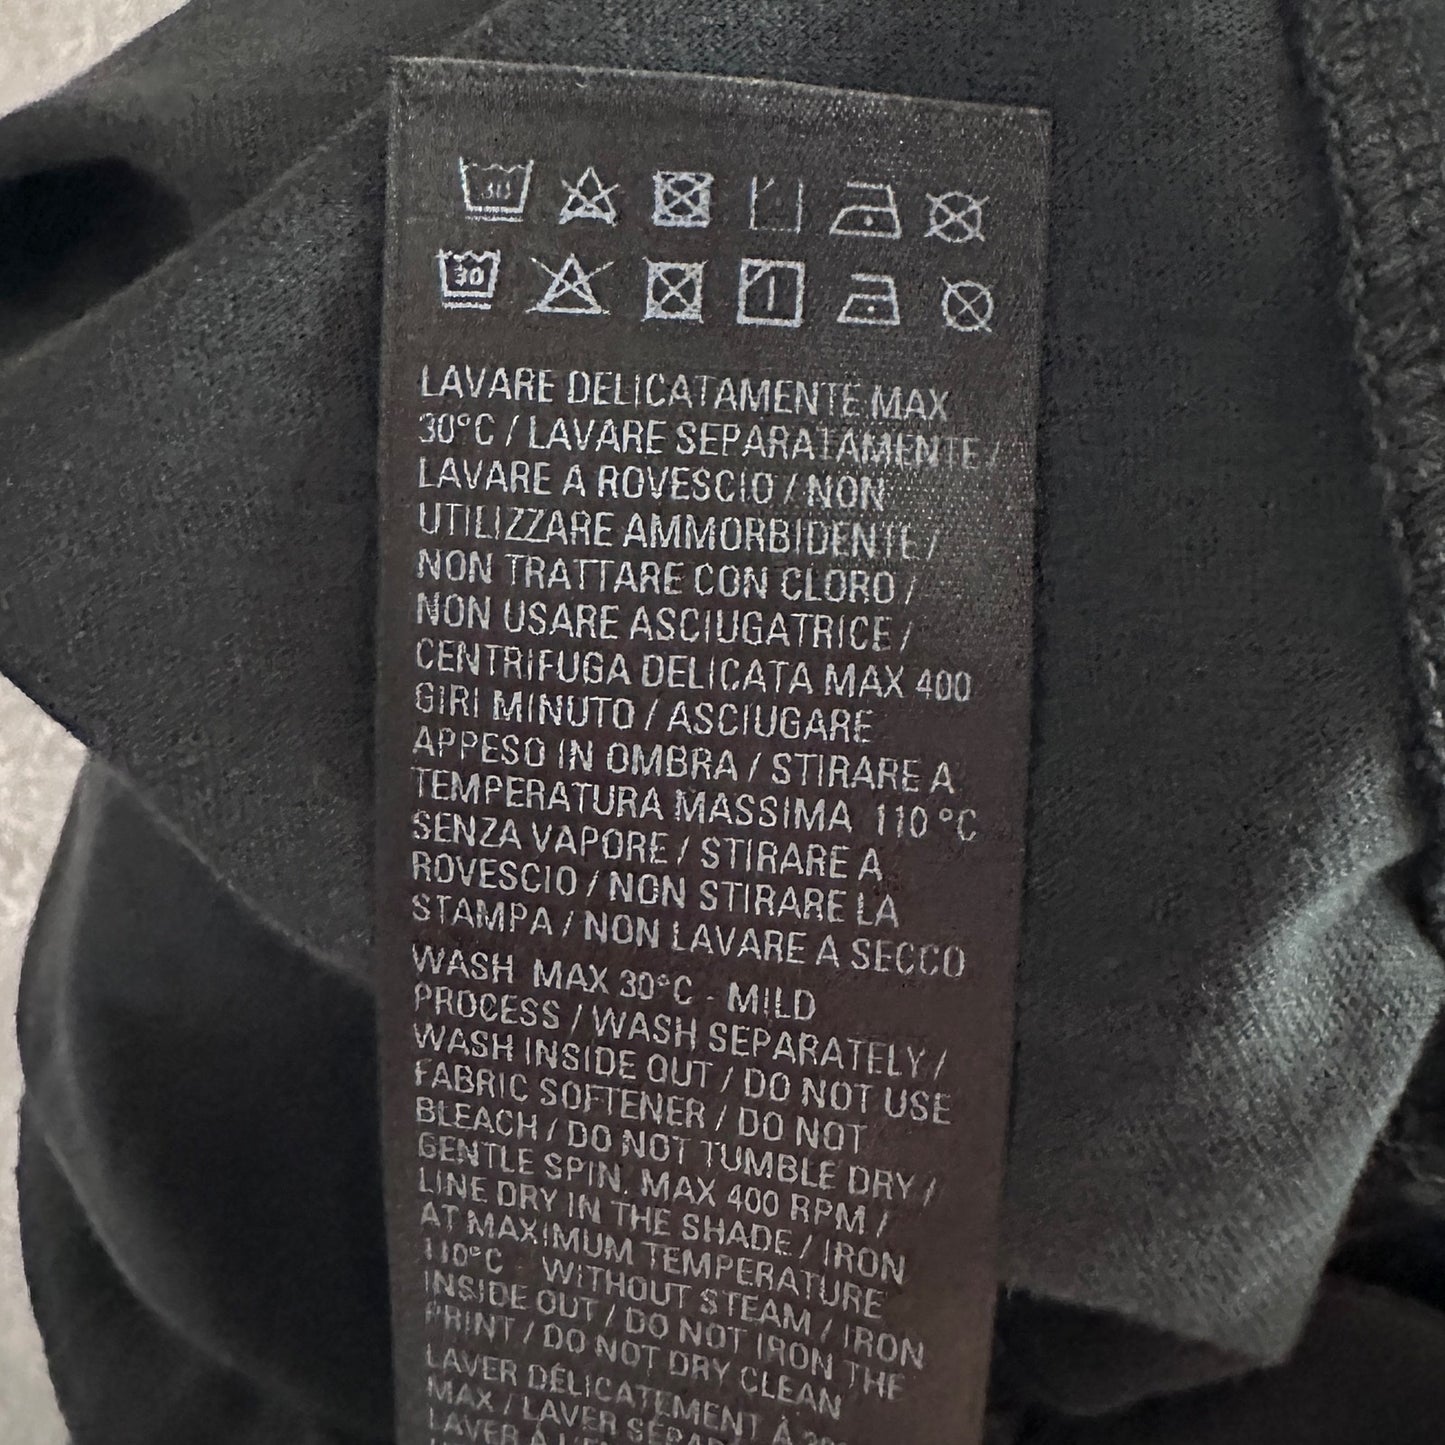 30
30
LAVARE DELICATAMENTE MAX
30°C / LAVARE SEPARATAMENTE /
LAVARE A ROVESCIO / NON
UTILIZZARE AMMORBIDENTE /
NON TRATTARE CON CLORO /
NON USARE ASCIUGATRICE /
CENTRIFUGA DELICATA MAX 400
GIRI MINUTO / ASCIUGARE
APPESO IN OMBRA / STIRARE A
TEMPERATURA MASSIMA 110 °C
SENZA VAPORE / STIRARE A
ROVESCIO / NON STIRARE LA
STAMPA / NON LAVARE A SECCO
WASH MAX 30°C - MILD
PROCESS / WASH SEPARATELY /
WASH INSIDE OUT / DO NOT USE
FABRIC SOFTENER / DO NOT
BLEACH / DO NOT TUMBLE DRY /
GENTLE SPIN, MAX 400 RPM /
LINE DRY IN THE SHADE / IRON
AT MAXIMUM TEMPERATURE
110°C - WITHOUT STEAM / IRON
INSIDE OUT / DO NOT IRON THE
PRINT / DO NOT DRY CLEAN
LAVER DÉLICATEMENT À 30°
MAX / LAVER
LAVER À